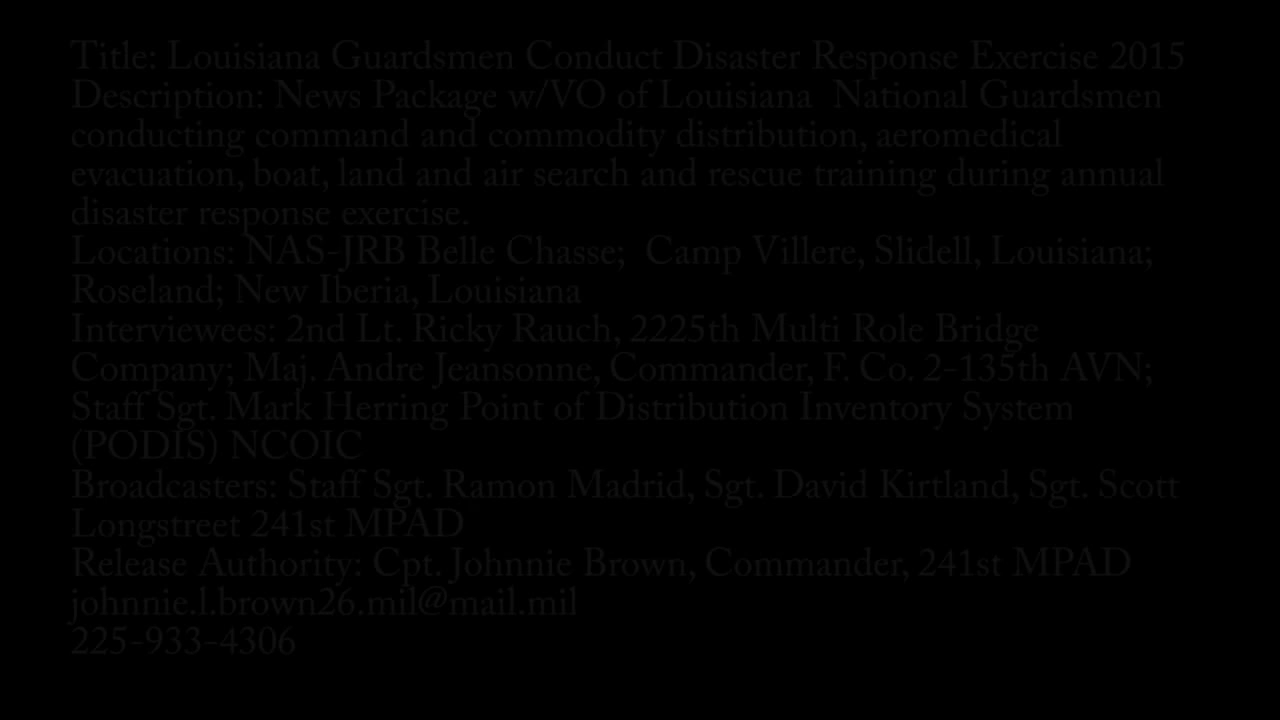 Title: Louisiana Guardsmen Conduct Disaster Response Exercise 2015
Description: News Package w/VO of Louisiana  National Guardsmen
conducting command and commodity distribution, aeromedical
evacuation, boat, land and air search and rescue training during annual
disaster response exercise.
Locations: NAS-JRB Belle Chasse;  Camp Villere, Slidell, Louisiana;
Roseland; New Iberia, Louisiana
Interviewees: 2nd Lt. Ricky Rauch, 2225th Multi Role Bridge
Company; Maj. Andre Jeansonne, Commander, F. Co. 2-135th AVN;
Staff Sgt. Mark Herring Point of Distribution Inventory System
(PODIS) NCOIC
Broadcasters: Staff Sgt. Ramon Madrid, Sgt. David Kirtland, Sgt. Scott
Longstreet 241st MPAD
Release Authority: Cpt. Johnnie Brown, Commander, 241st MPAD
johnnie.l.brown26.mil@mail.mil
225-933-4306